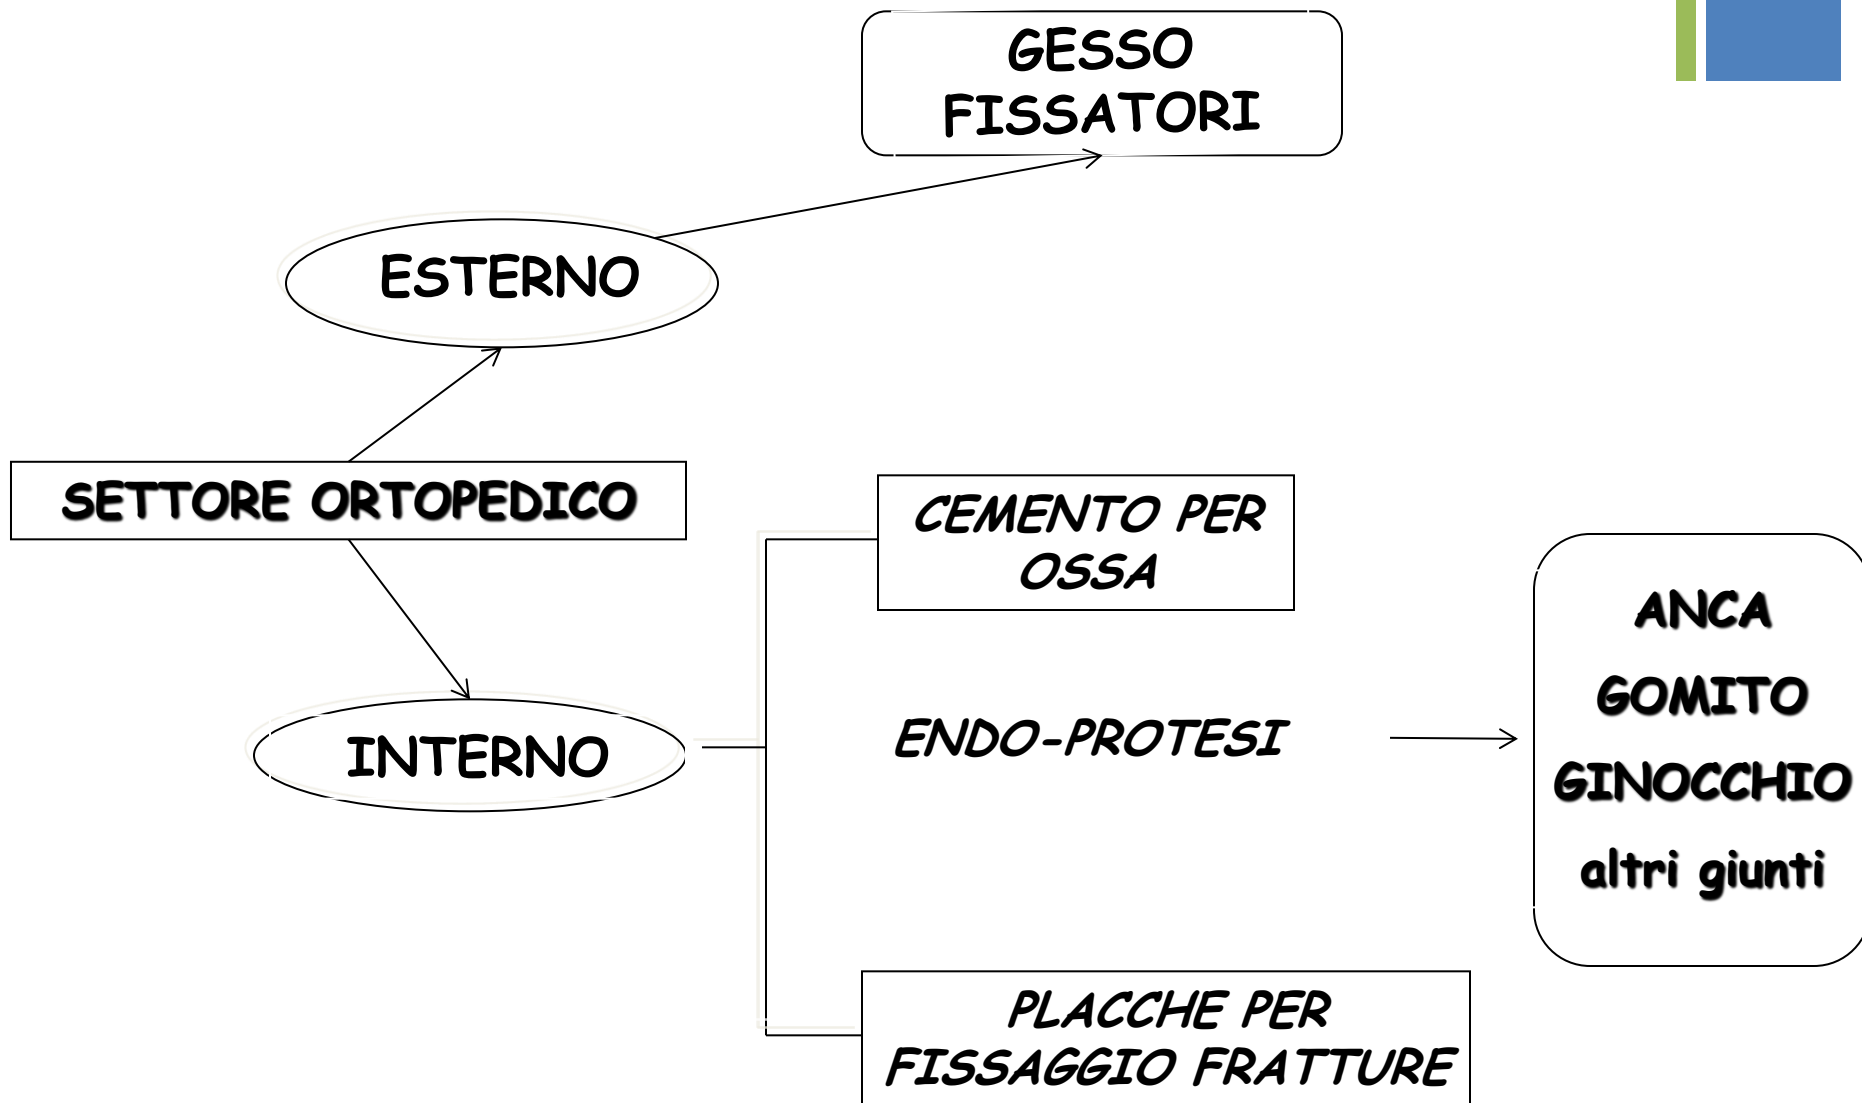 GESSO
FISSATORI
ESTERNO
SETTORE ORTOPEDICO
INTERNO
CEMENTO PER
OSSA
ENDO-PROTESI
PLACCHE PER
FISSAGGIO FRATTURE
ANCA
GOMITO
GINOCCHIO
altri giunti